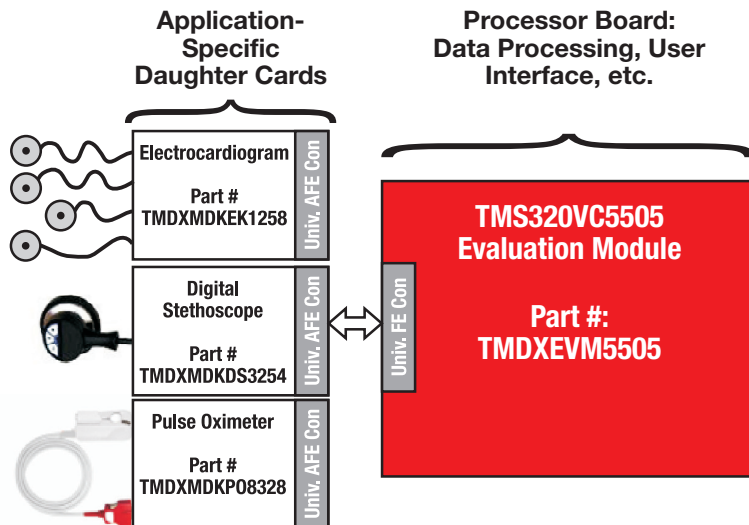 Application-
Specific
Daughter Cards
Processor Board:
Data Processing, User
Interface, etc.
Electrocardiogram
Part #
TMDXMDKEK1258
Univ. AFE Con
Digital
Stethoscope
Part #
TMDXMDKDS3254
Univ. AFE Con
Pulse Oximeter
Part #
TMDXMDKPO8328
Univ. AFE Con
Univ. FE Con
TMS320VC5505
Evaluation Module
Part #:
TMDXEVM5505